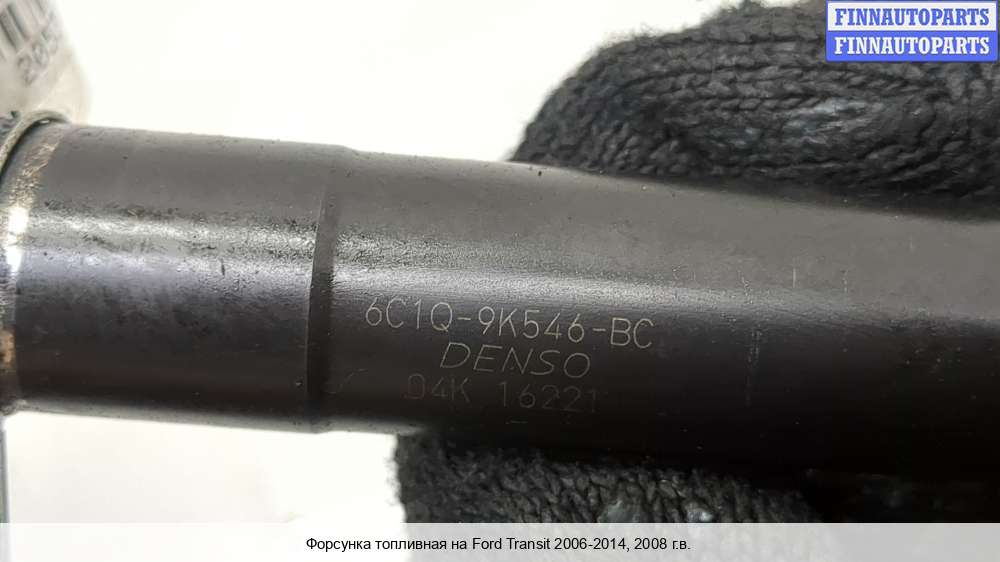 FINNAUTOPARTS
FINNAUTOPARTS
6C1Q-9K546-BC
DENSO
04K 16221
Форсунка топливная на Ford Transit 2006-2014, 2008 г.в.